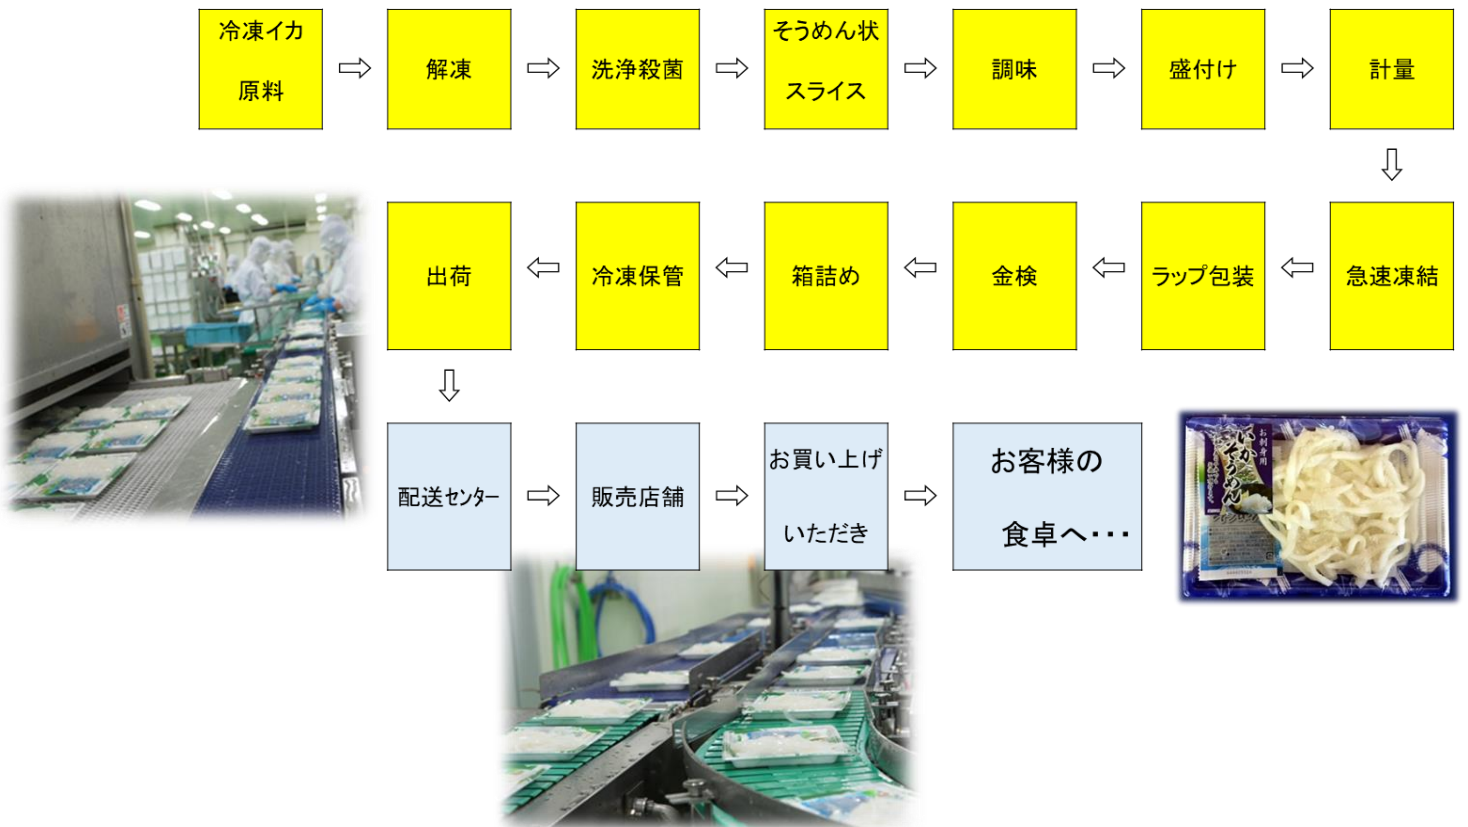 冷凍イカ
原料
解凍
洗浄殺菌
そうめん状
スライス
調味
盛付け
計量
急速凍結
ラップ包装
金検
箱詰め
冷凍保管
出荷
配送センター
販売店舗
お買い上げ
いただき
お客様の
食卓へ・・・
お刺身用
いか
そうめん